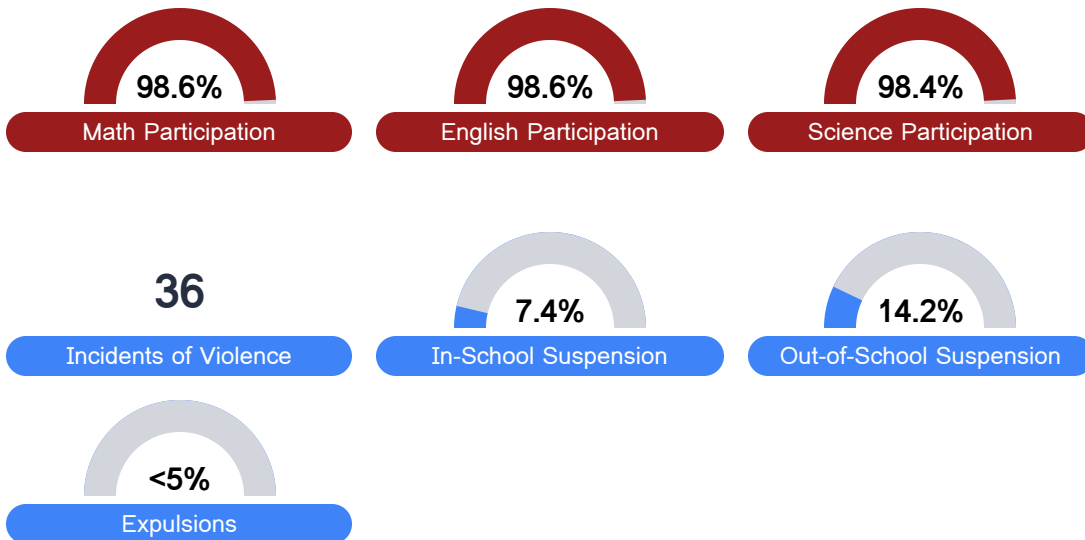 98.6%
Math Participation
98.6%
English Participation
98.4%
Science Participation
36
Incidents of Violence
7.4%
In-School Suspension
14.2%
Out-of-School Suspension
<5%
Expulsions